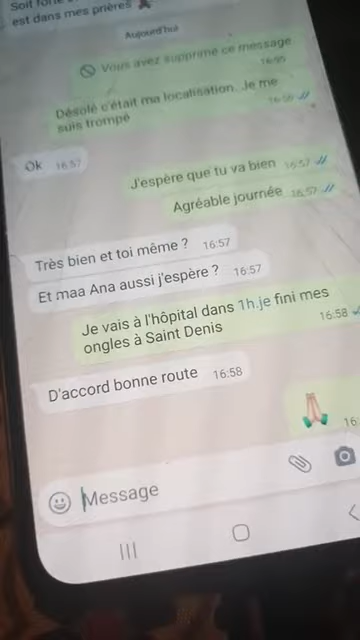 est dans mes prières 🙏
Aujourd'hui
Vous avez supprimé ce message
16:55
Désolé c'était ma localisation. Je me
suis trompé 16:56
Ok 16:57
J'espère que tu va bien 16:57
Agréable journée 16:57
Très bien et toi même ? 16:57
Et maa Ana aussi j'espère ? 16:57
Je vais à l'hôpital dans 1h.je fini mes
ongles à Saint Denis 16:58
D'accord bonne route 16:58
🙏 16:
Message